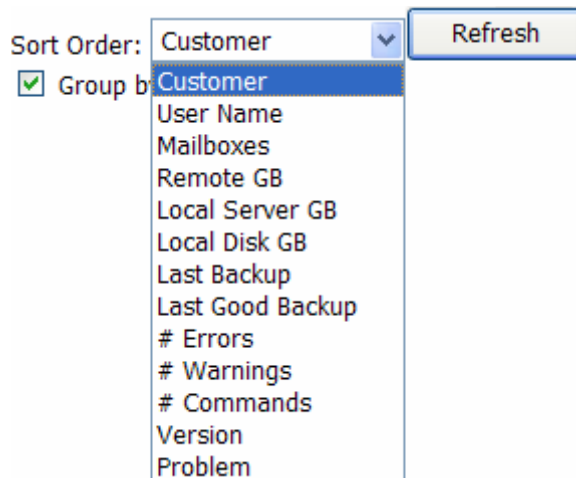 Sort Order: Customer Refresh
Group b
Customer
User Name
Mailboxes
Remote GB
Local Server GB
Local Disk GB
Last Backup
Last Good Backup
# Errors
# Warnings
# Commands
Version
Problem